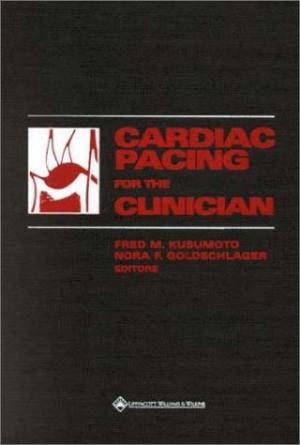 CARDIAC
PACING
FOR THE
CLINICIAN
FRED M. KUSUMOTO
NORA F. GOLDSCHLAGER
EDITORS
LIPPINCOTT WILLIAMS & WILKINS